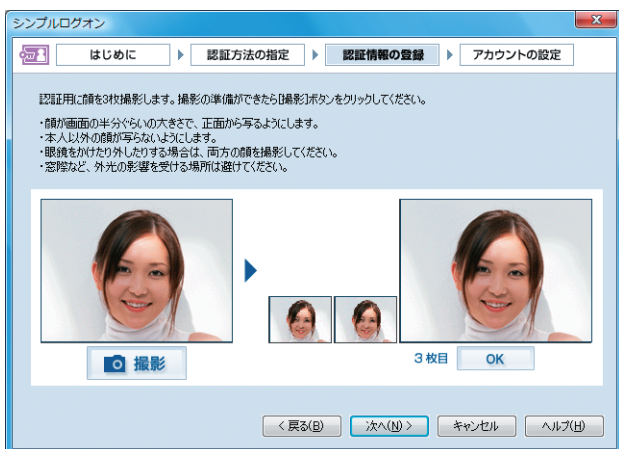 シンプルログオン
はじめに
認証方法の指定
認証情報の登録
アカウントの設定
認証用に顔を3枚撮影します。撮影の準備ができたら[撮影]ボタンをクリックしてください。
・顔が画面の半分ぐらいの大きさで、正面から写るようにします。
・本人以外の顔が写らないようにします。
・眼鏡をかけたり外したりする場合は、両方の顔を撮影してください。
・窓際など、外光の影響を受ける場所は避けてください。
撮影
3枚目
OK
< 戻る(B)
次へ(N) >
キャンセル
ヘルプ(H)